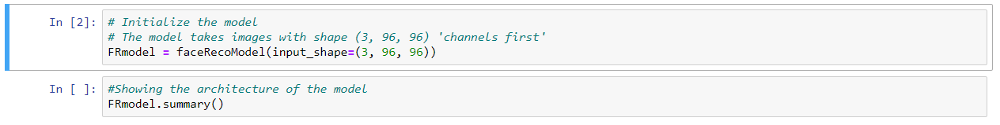 In [2]: # Initialize the model
# The model takes images with shape (3, 96, 96) 'channels first'
FRmodel = faceRecoModel(input_shape=(3, 96, 96))
In [ ]: #Showing the architecture of the model
FRmodel.summary()